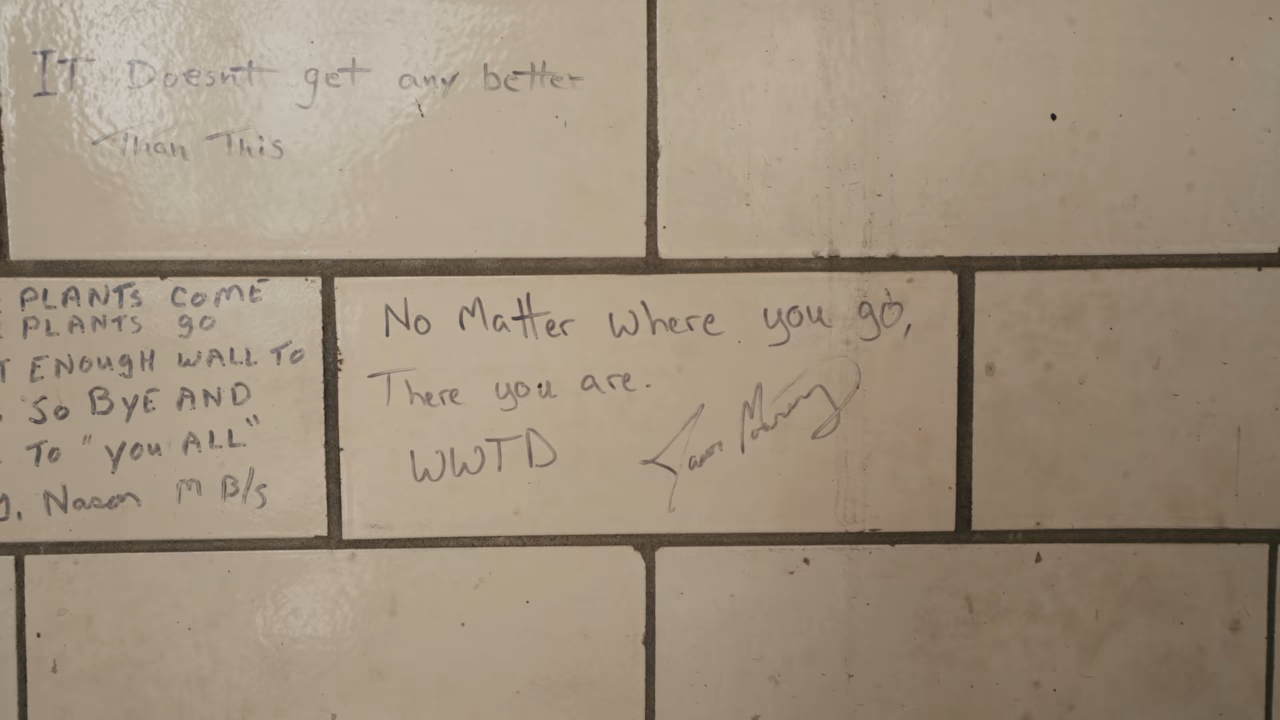 IT Doesn't get any better
Than This
PLANTS COME
PLANTS go
ENOUGH WALL TO
So BYE AND
To "you ALL"
Nason M B/s
No Matter where you go,
There you are.
WWTD